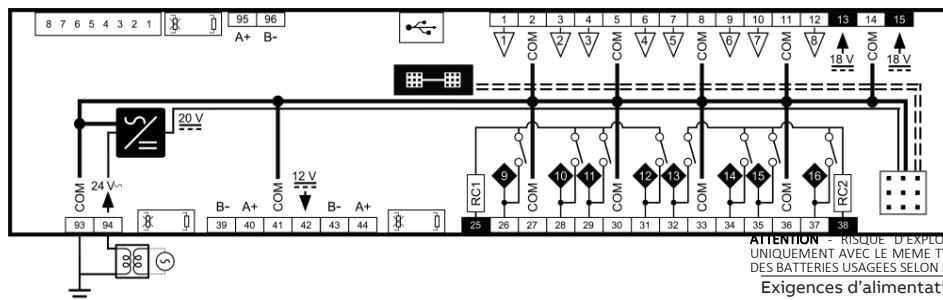 8 7 6 5 4 3 2 1
95 96
A+ B-
1 2 3 4 5 6 7 8 9 10 11 12 13 14 15
1 COM 2 3 COM 4 5 COM 6 7 COM 8 18 V COM 18 V
20 V
COM 24 V~
COM 12 V
RC1 9 COM 10 11 COM 12 13 COM 14 15 COM 16 RC2
B- A+ B- A+
93 94 39 40 41 42 43 44 25 26 27 28 29 30 31 32 33 34 35 36 37 38
ATTENTION - RISQUE D'EXPLO
UNIQUEMENT AVEC LE MEME T
DES BATTERIES USAGEES SELON
Exigences d'alimentati